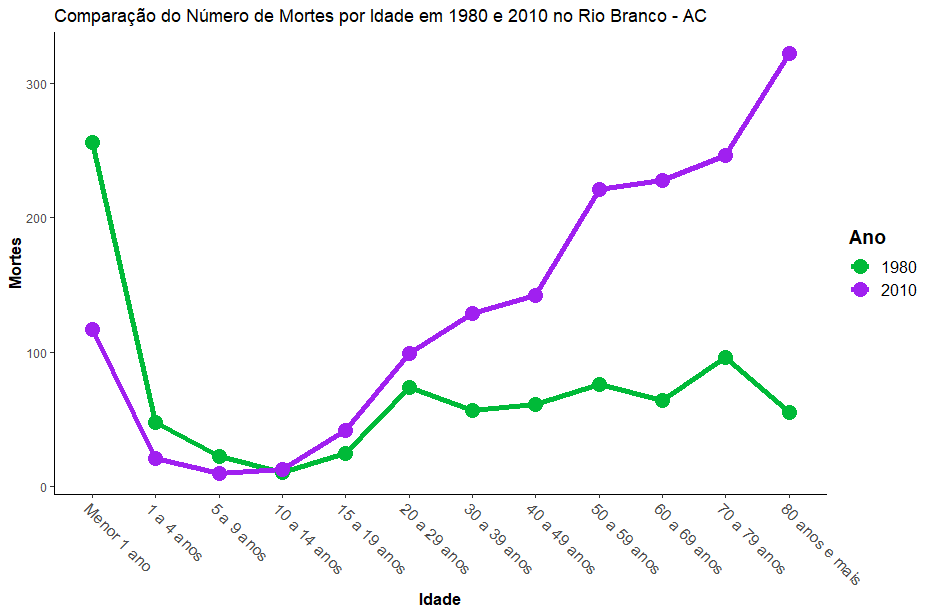 Comparação do Número de Mortes por Idade em 1980 e 2010 no Rio Branco - AC
Mortes
300
200
100
0
Menor 1 ano
1 a 4 anos
5 a 9 anos
10 a 14 anos
15 a 19 anos
20 a 29 anos
30 a 39 anos
40 a 49 anos
50 a 59 anos
60 a 69 anos
70 a 79 anos
80 anos e mais
Idade
Ano
1980
2010